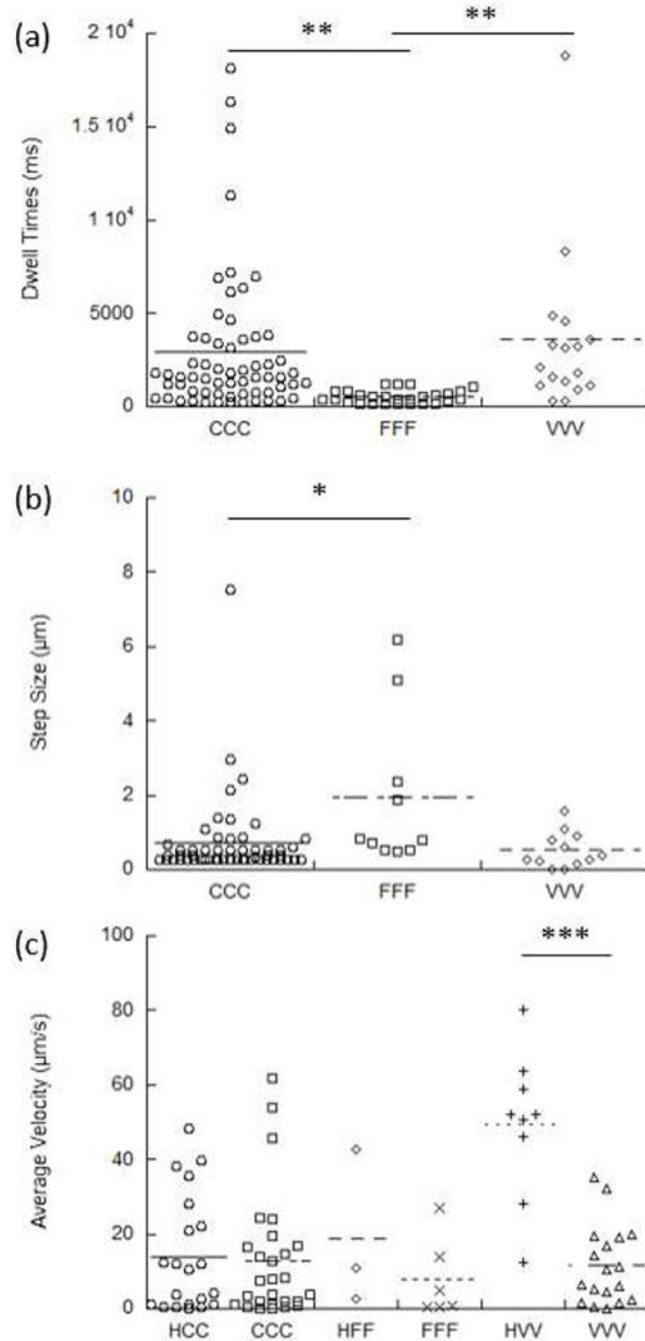 (a)
** **
Dwell Times (ms)
2 10⁴
1.5 10⁴
1 10⁴
5000
0
CCC FFF VVV
(b)
*
Step Size (µm)
10
8
6
4
2
0
CCC FFF VVV
(c)
***
Average Velocity (µm/s)
100
80
60
40
20
0
HCC CCC HFF FFF HVV VVV